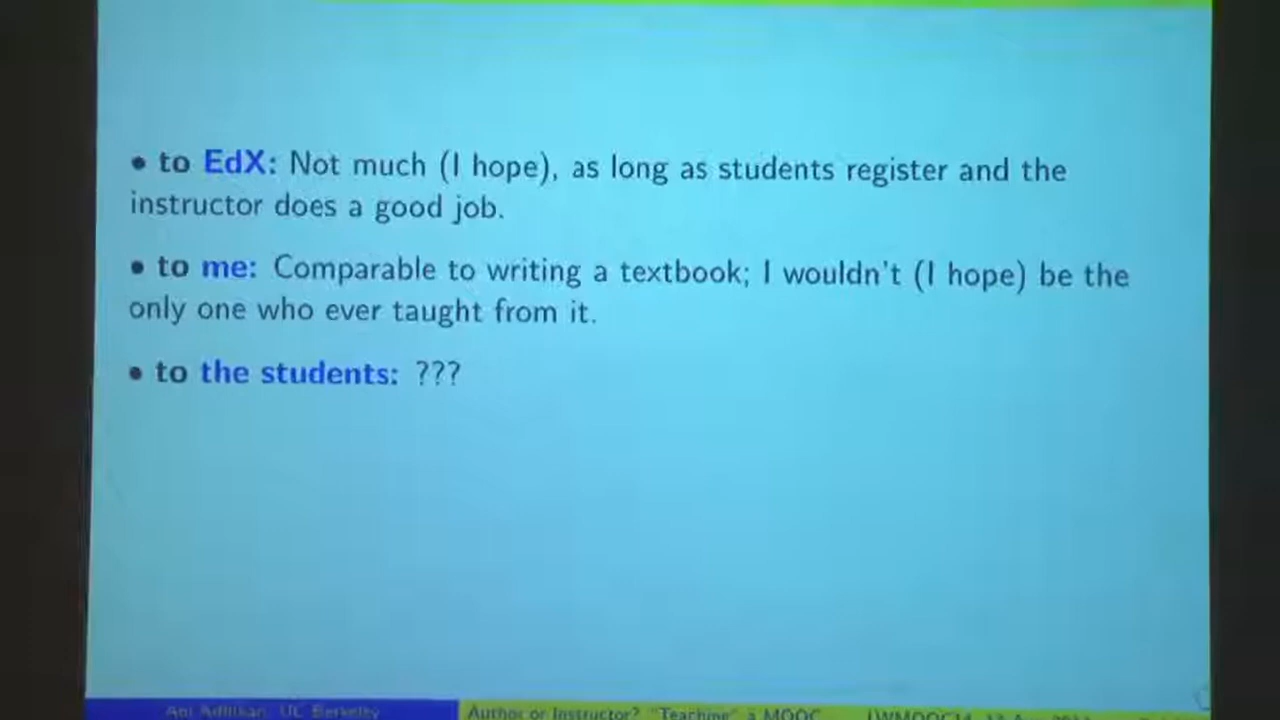 • to EdX: Not much (I hope), as long as students register and the
instructor does a good job.
• to me: Comparable to writing a textbook; I wouldn't (I hope) be the
only one who ever taught from it.
• to the students: ???
UC Berkeley
Author or Instructor? "Teaching" a MOOC